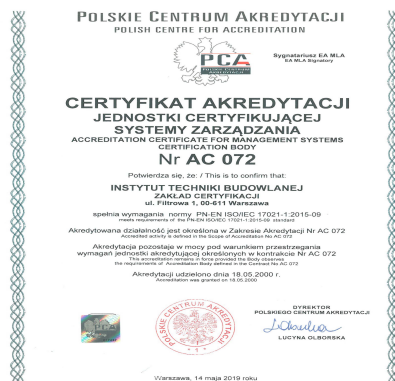 POLSKIE CENTRUM AKREDYTACJI
POLISH CENTRE FOR ACCREDITATION
PCA
POLSKIE CENTRUM
AKREDYTACJI
Sygnatariusz EA MLA
EA MLA Signatory
CERTYFIKAT AKREDYTACJI
JEDNOSTKI CERTYFIKUJĄCEJ
SYSTEMY ZARZĄDZANIA
ACCREDITATION CERTIFICATE FOR MANAGEMENT SYSTEMS
CERTIFICATION BODY
Nr AC 072
Potwierdza się, że: / This is to confirm that:
INSTYTUT TECHNIKI BUDOWLANEJ
ZAKŁAD CERTYFIKACJI
ul. Filtrowa 1, 00-611 Warszawa
spełnia wymagania normy PN-EN ISO/IEC 17021-1:2015-09
meets requirements of the PN-EN ISO/IEC 17021-1:2015-09 standard
Akredytowana działalność jest określona w Zakresie Akredytacji Nr AC 072
Accredited activity is defined in the Scope of Accreditation No AC 072
Akredytacja pozostaje w mocy pod warunkiem przestrzegania
wymagań jednostki akredytującej określonych w kontrakcie Nr AC 072
This accreditation remains in force provided the Body observes
the requirements of Accreditation Body defined in the Contract No AC 072
Akredytacji udzielono dnia 18.05.2000 r.
Accreditation was granted on 18.05.2000
POLSKIE CENTRUM AKREDYTACJI
DYREKTOR
POLSKIEGO CENTRUM AKREDYTACJI
LUCYNA OLBORSKA
Warszawa, 14 maja 2019 roku